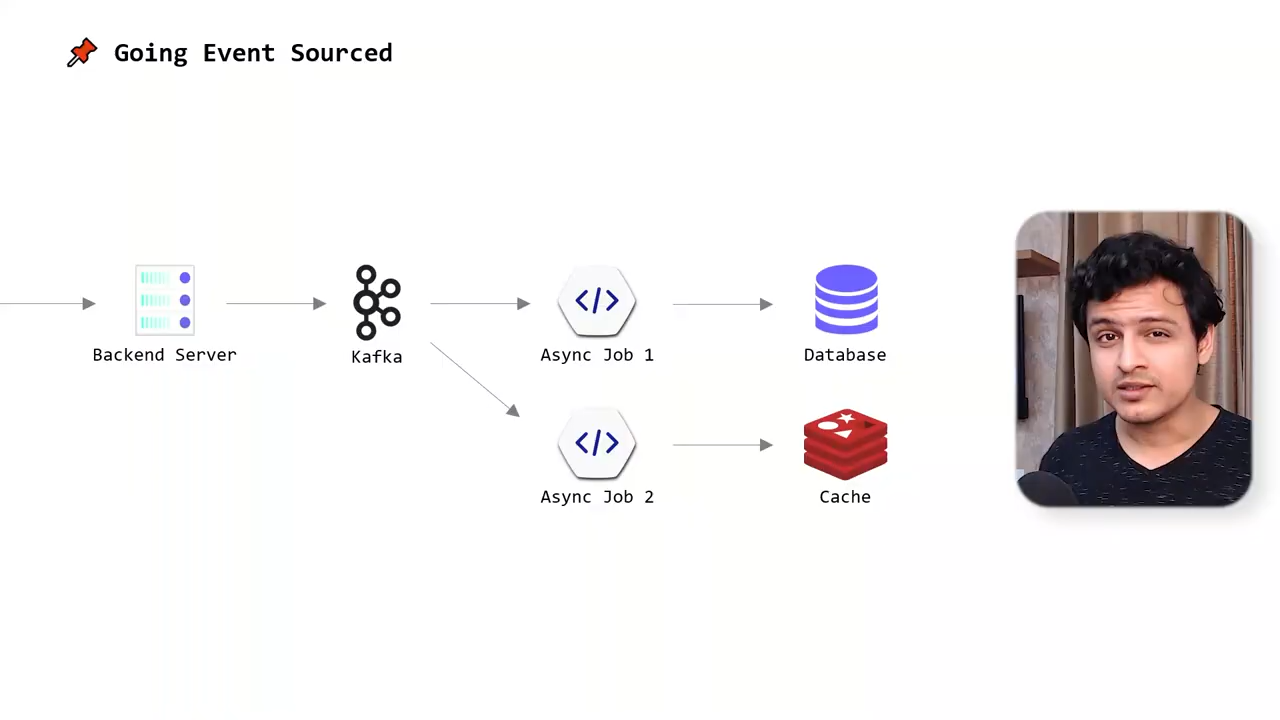 Going Event Sourced
Backend Server
Kafka
Async Job 1
Database
Async Job 2
Cache